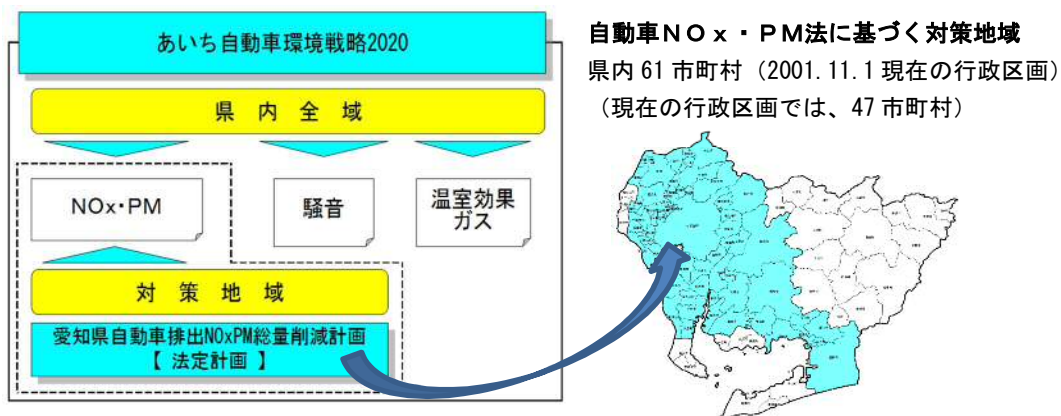 あいち自動車環境戦略2020
県 内 全 域
NOx・PM
騒音
温室効果
ガス
対 策 地 域
愛知県自動車排出NOxPM総量削減計画
【 法定計画 】
自動車NOx・PM法に基づく対策地域
県内 61 市町村（2001.11.1 現在の行政区画）
（現在の行政区画では、47 市町村）